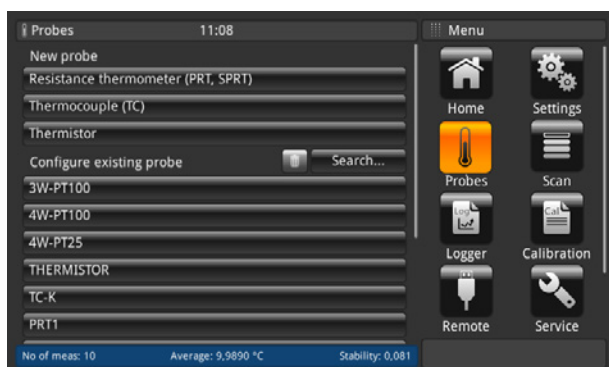 Probes 11:08
New probe
Resistance thermometer (PRT, SPRT)
Thermocouple (TC)
Thermistor
Configure existing probe Search...
3W-PT100
4W-PT100
4W-PT25
THERMISTOR
TC-K
PRT1
No of meas: 10 Average: 9,9890 °C Stability: 0,081
Menu
Home Settings
Probes Scan
Log Cal
Logger Calibration
Remote Service